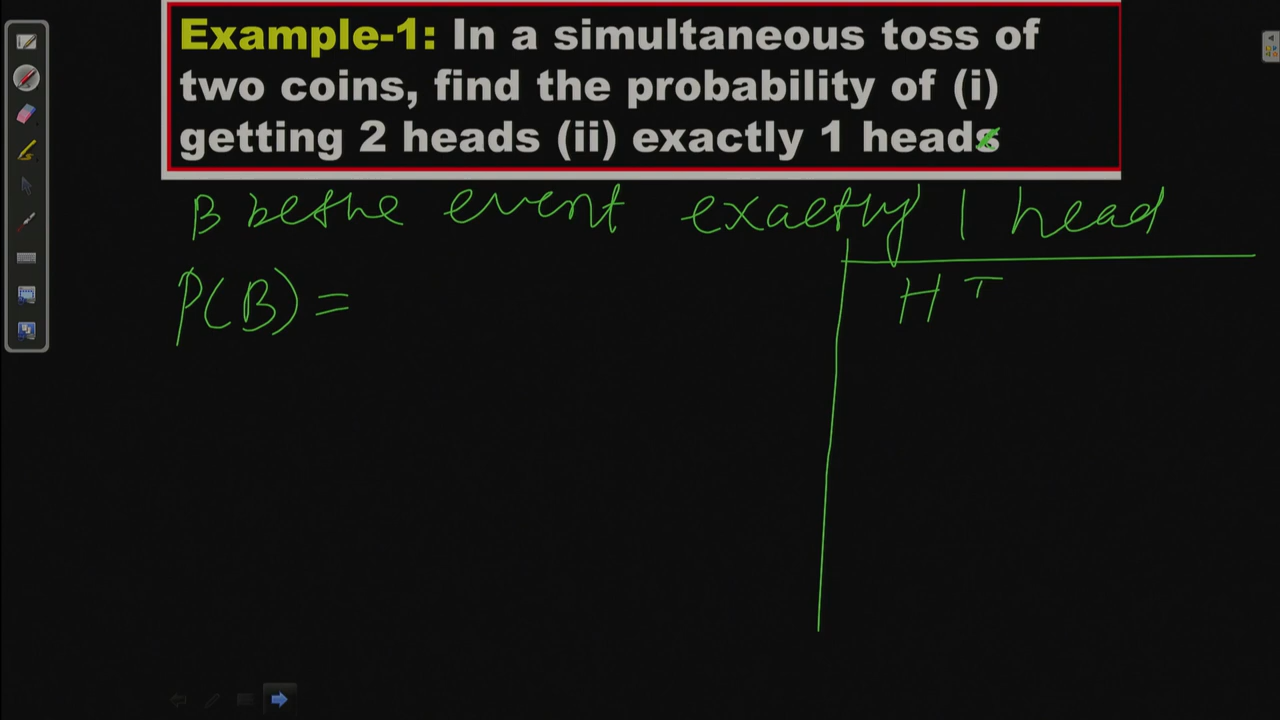 Example-1: In a simultaneous toss of
two coins, find the probability of (i)
getting 2 heads (ii) exactly 1 heads
B be the event exactly 1 head
P(B) =
H T